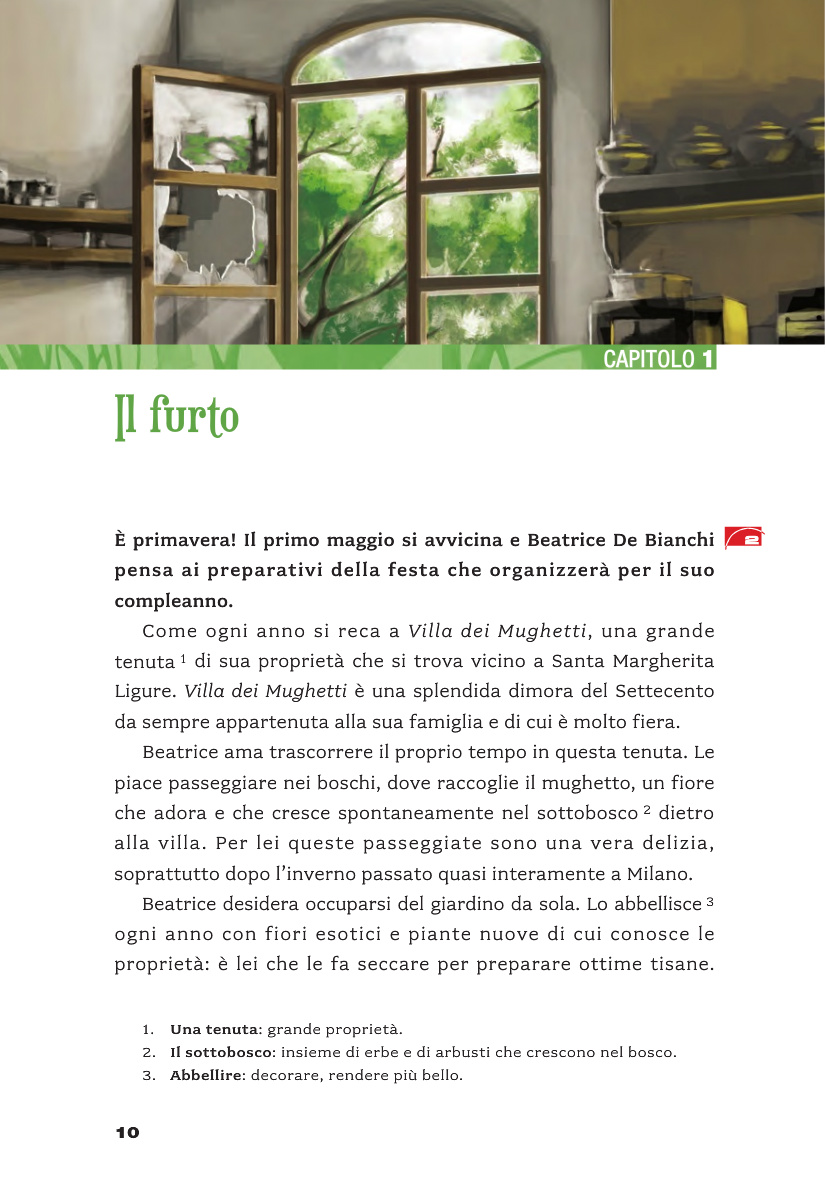 CAPITOLO 1
Il furto
È primavera! Il primo maggio si avvicina e Beatrice De Bianchi
2
pensa ai preparativi della festa che organizzerà per il suo
compleanno.
Come ogni anno si reca a Villa dei Mughetti, una grande
tenuta 1 di sua proprietà che si trova vicino a Santa Margherita
Ligure. Villa dei Mughetti è una splendida dimora del Settecento
da sempre appartenuta alla sua famiglia e di cui è molto fiera.
Beatrice ama trascorrere il proprio tempo in questa tenuta. Le
piace passeggiare nei boschi, dove raccoglie il mughetto, un fiore
che adora e che cresce spontaneamente nel sottobosco 2 dietro
alla villa. Per lei queste passeggiate sono una vera delizia,
soprattutto dopo l’inverno passato quasi interamente a Milano.
Beatrice desidera occuparsi del giardino da sola. Lo abbellisce 3
ogni anno con fiori esotici e piante nuove di cui conosce le
proprietà: è lei che le fa seccare per preparare ottime tisane.
1. Una tenuta: grande proprietà.
2. Il sottobosco: insieme di erbe e di arbusti che crescono nel bosco.
3. Abbellire: decorare, rendere più bello.
10